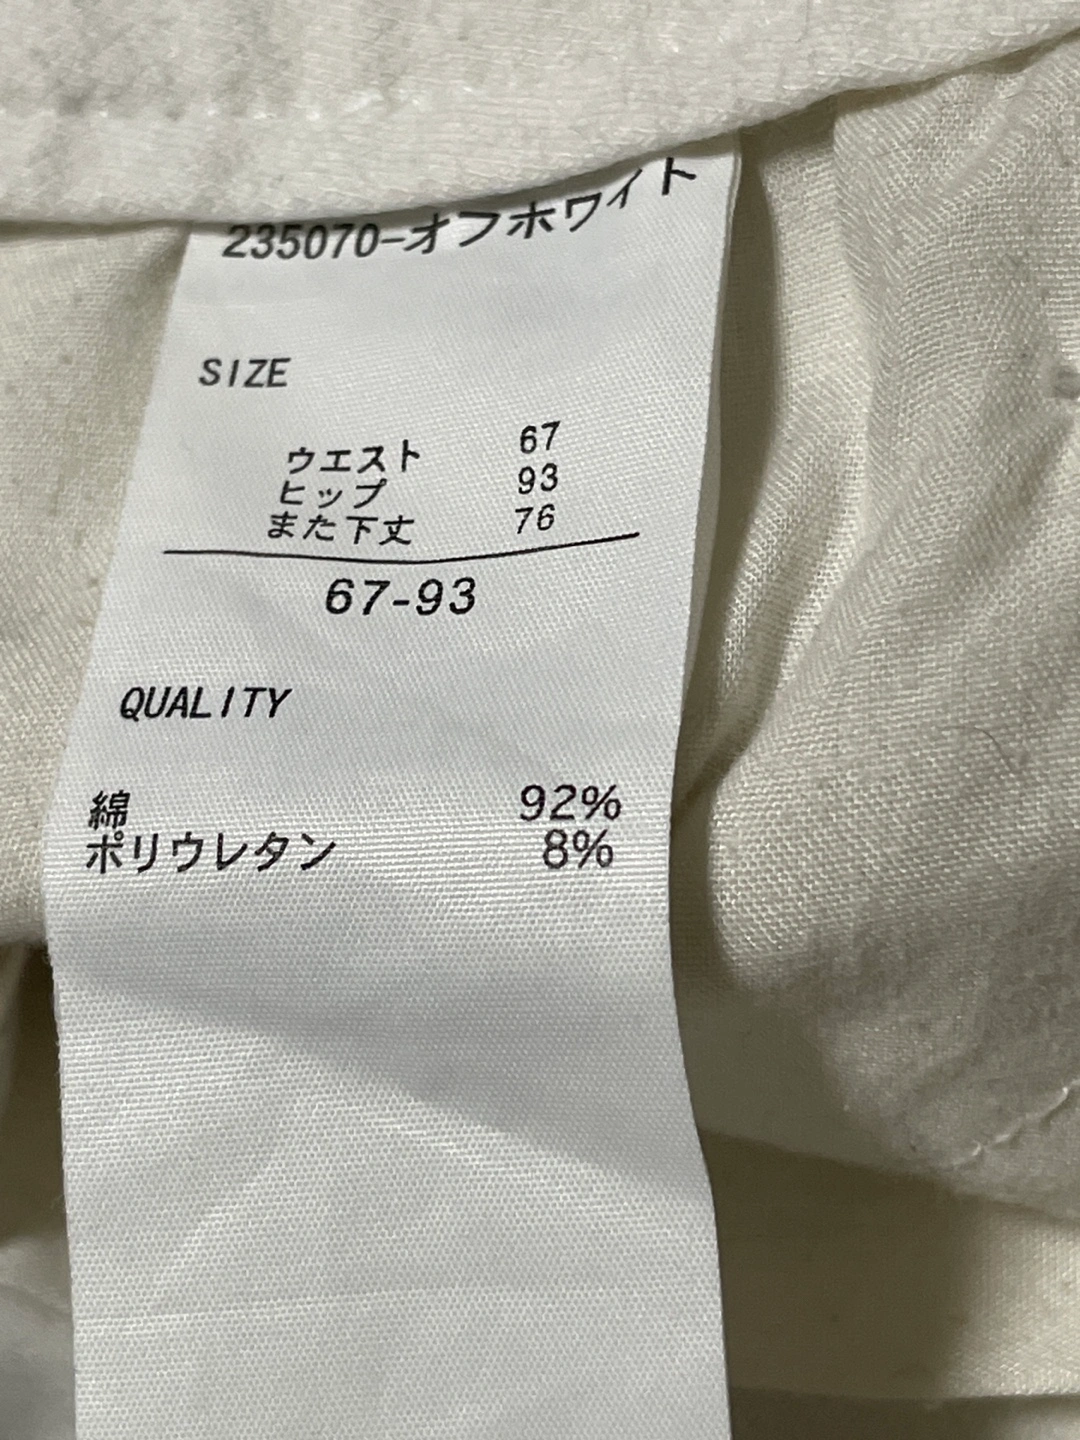 235070-オフホワイト
SIZE
ウエスト 67
ヒップ 93
また下丈 76
67-93
QUALITY
綿 92%
ポリウレタン 8%